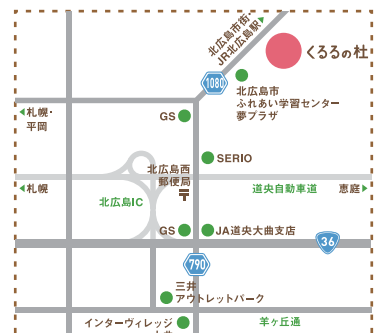 北広島市街・
JR北広島駅
くるるの杜
1080
北広島市
ふれあい学習センター
夢プラザ
札幌・
平岡
GS
SERIO
北広島西
郵便局
札幌
道央自動車道
恵庭
北広島IC
GS
JA道央大曲支店
36
790
三井
アウトレットパーク
羊ヶ丘通
インターヴィレッジ